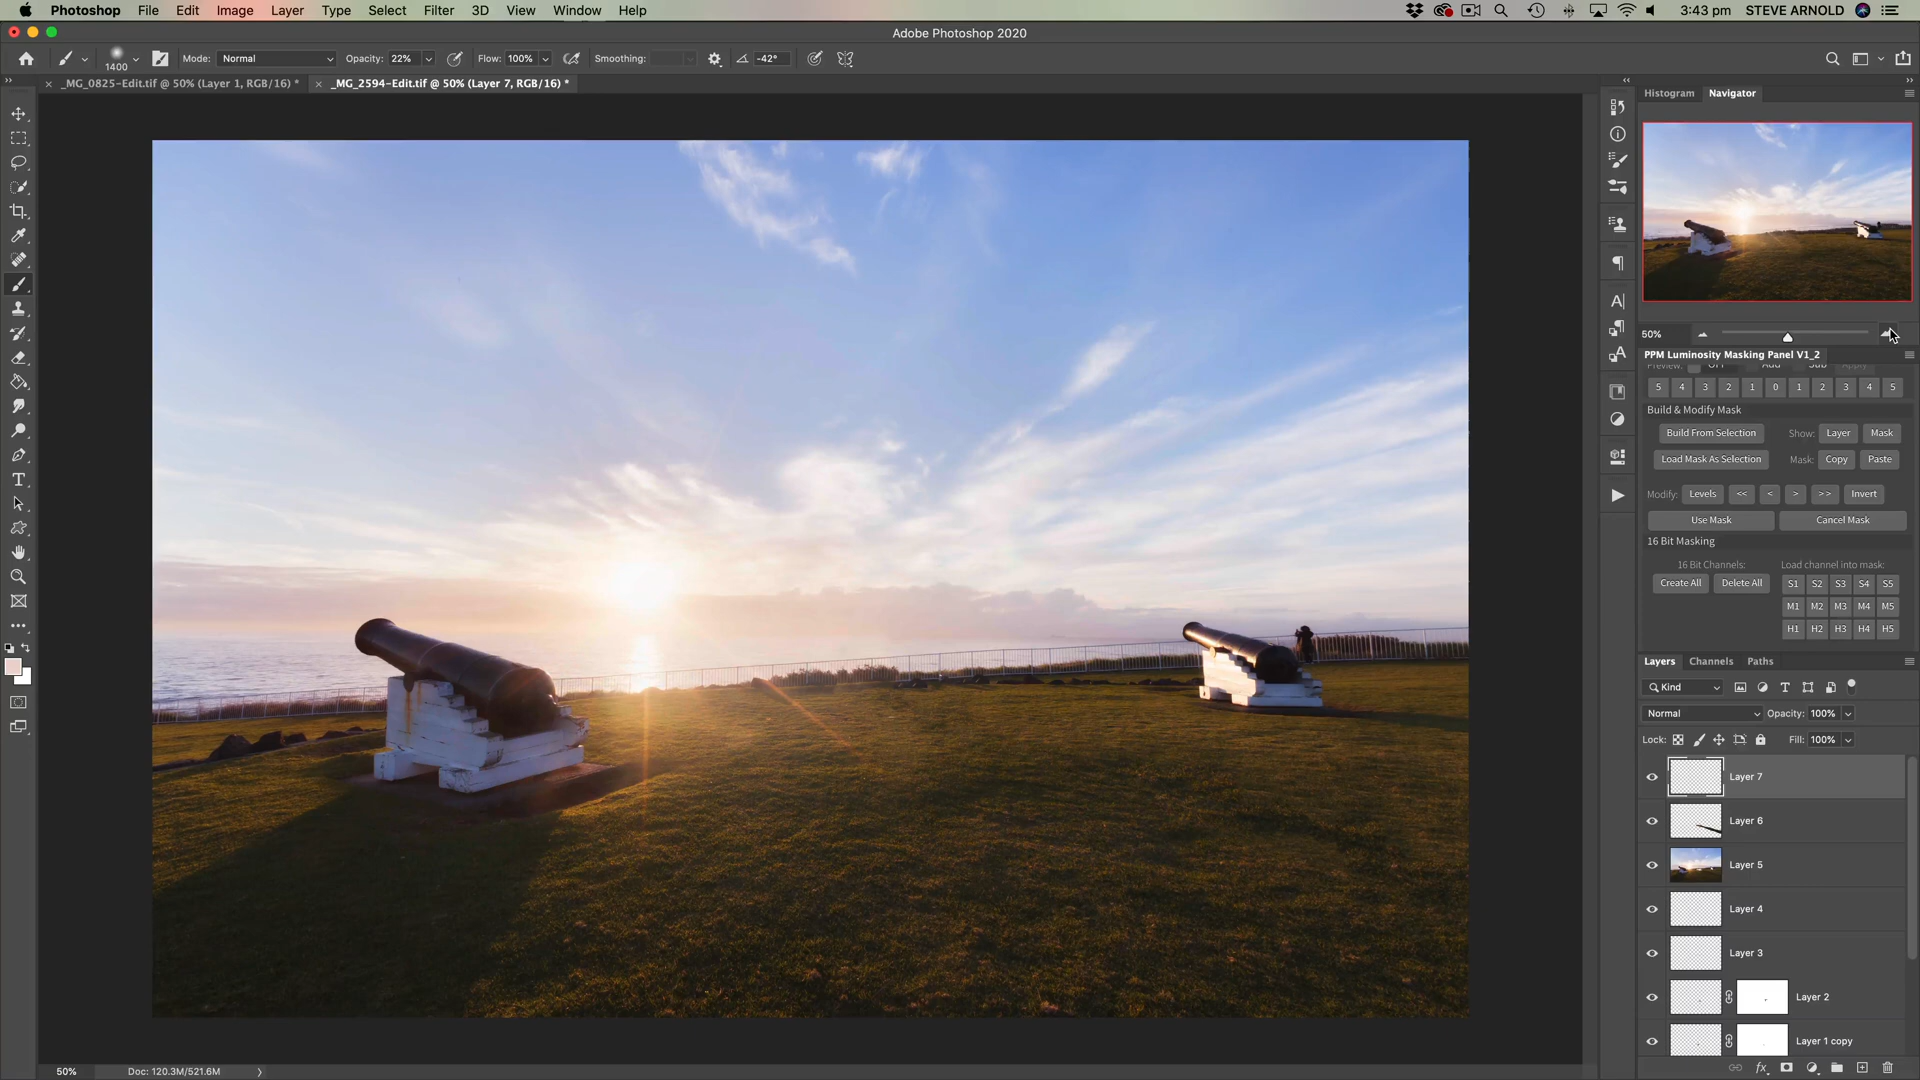 Photoshop File Edit Image Layer Type Select Filter 3D View Window Help 3:43 pm STEVE ARNOLD
Adobe Photoshop 2020
1400 Mode: Normal Opacity: 22% Flow: 100% Smoothing: -42°
_MG_0825-Edit.tif @ 50% (Layer 1, RGB/16) * _MG_2594-Edit.tif @ 50% (Layer 7, RGB/16) *
Histogram Navigator
50%
PPM Luminosity Masking Panel V1_2
Preview: Off Add Sub Apply
5 4 3 2 1 0 1 2 3 4 5
Build & Modify Mask
Build From Selection Show: Layer Mask
Load Mask As Selection Mask: Copy Paste
Modify: Levels << < > >> Invert
Use Mask Cancel Mask
16 Bit Masking
16 Bit Channels: Load channel into mask:
Create All Delete All S1 S2 S3 S4 S5
M1 M2 M3 M4 M5
H1 H2 H3 H4 H5
Layers Channels Paths
Kind
Normal Opacity: 100%
Lock: Fill: 100%
Layer 7
Layer 6
Layer 5
Layer 4
Layer 3
Layer 2
Layer 1 copy
50% Doc: 120.3M/521.6M